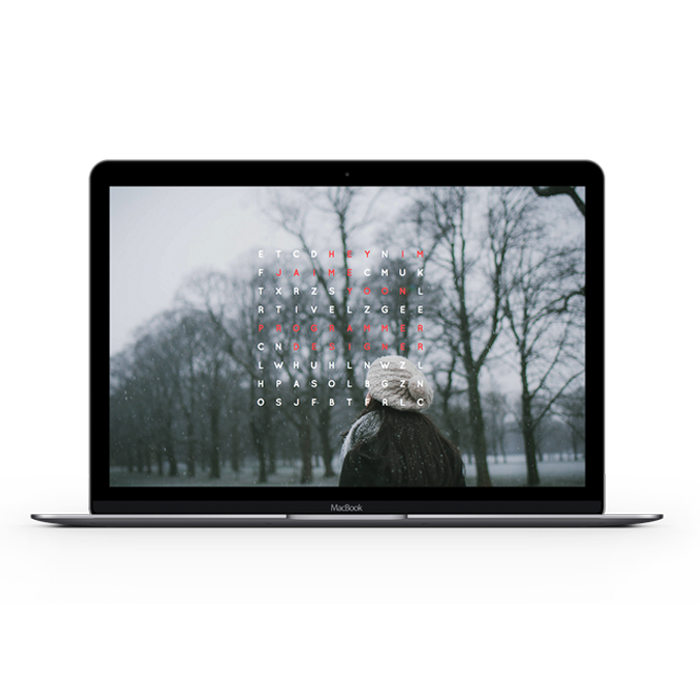 E T C D H E Y N I M
F J A I M E C M U K
T X R Z S Y O O N L
R T I V E L Z G E E
P R O G R A M M E R
C N D E S I G N E R
L W H U H L N W Z L
H P A S O L B G Z N
O S J F B T F R L C
MacBook